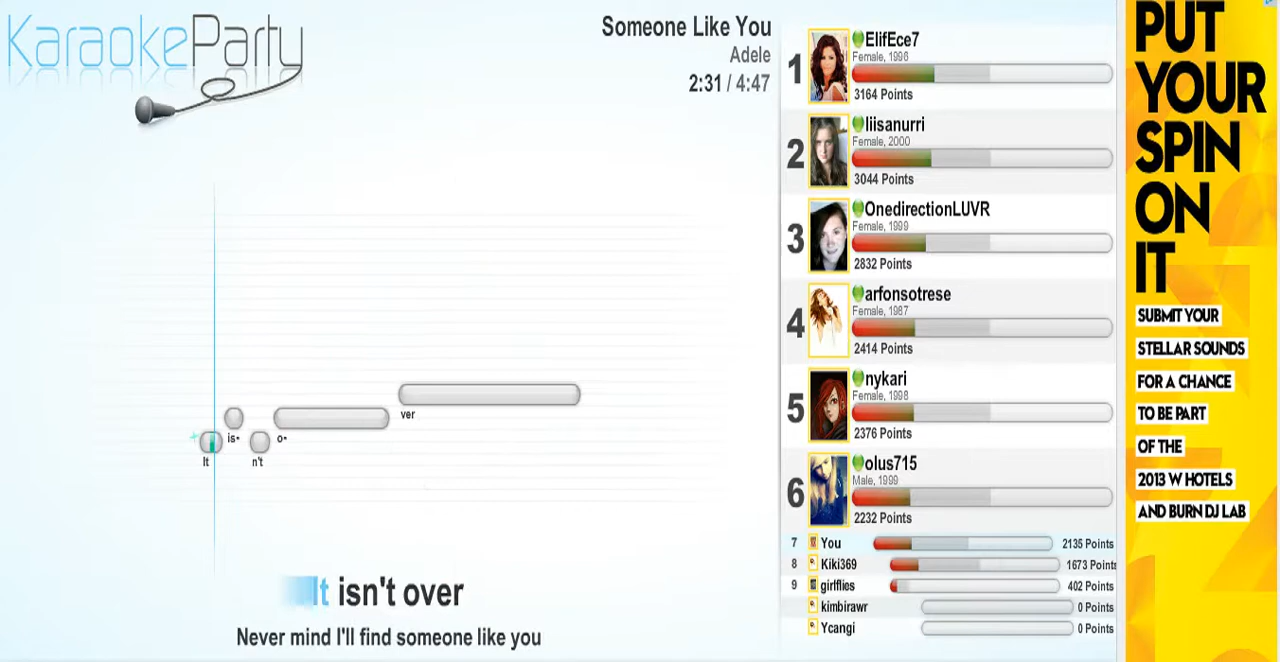 KaraokeParty
Someone Like You
Adele
2:31 / 4:47
It
is-
n't
o-
ver
It isn't over
Never mind I'll find someone like you
1
ElifEce7
Female, 1996
3164 Points
2
liisanurri
Female, 2000
3044 Points
3
OnedirectionLUVR
Female, 1999
2832 Points
4
arfonsotrese
Female, 1987
2414 Points
5
nykari
Female, 1998
2376 Points
6
olus715
Male, 1999
2232 Points
7 You 2135 Points
8 Kiki369 1673 Points
9 girlflies 402 Points
kimbirawr 0 Points
Ycangi 0 Points
PUT
YOUR
SPIN
ON
IT
SUBMIT YOUR
STELLAR SOUNDS
FOR A CHANCE
TO BE PART
OF THE
2013 W HOTELS
AND BURN DJ LAB